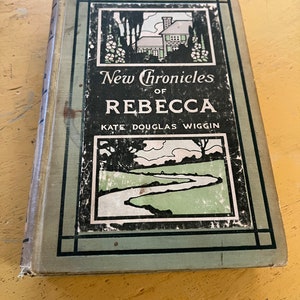 New Chronicles
OF
REBECCA
KATE DOUGLAS WIGGIN